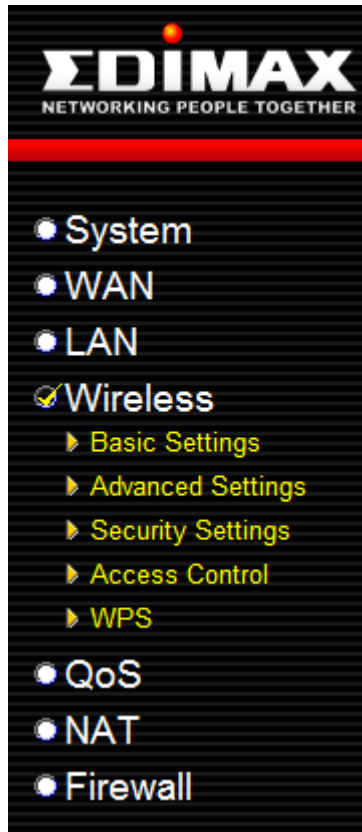 ΣDIMAX
NETWORKING PEOPLE TOGETHER
System
WAN
LAN
Wireless
Basic Settings
Advanced Settings
Security Settings
Access Control
WPS
QoS
NAT
Firewall